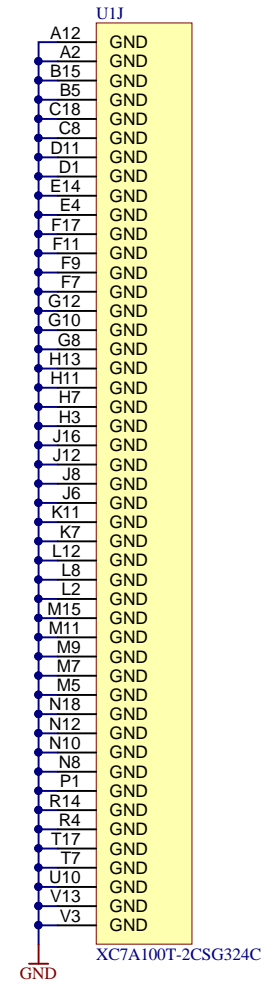 U1J
A12 GND
A2 GND
B15 GND
B5 GND
C18 GND
C8 GND
D11 GND
D1 GND
E14 GND
E4 GND
F17 GND
F11 GND
F9 GND
F7 GND
G12 GND
G10 GND
G8 GND
H13 GND
H11 GND
H7 GND
H3 GND
J16 GND
J12 GND
J8 GND
J6 GND
K11 GND
K7 GND
L12 GND
L8 GND
L2 GND
M15 GND
M11 GND
M9 GND
M7 GND
M5 GND
N18 GND
N12 GND
N10 GND
N8 GND
P1 GND
R14 GND
R4 GND
T17 GND
T7 GND
U10 GND
V13 GND
V3 GND
XC7A100T-2CSG324C
GND